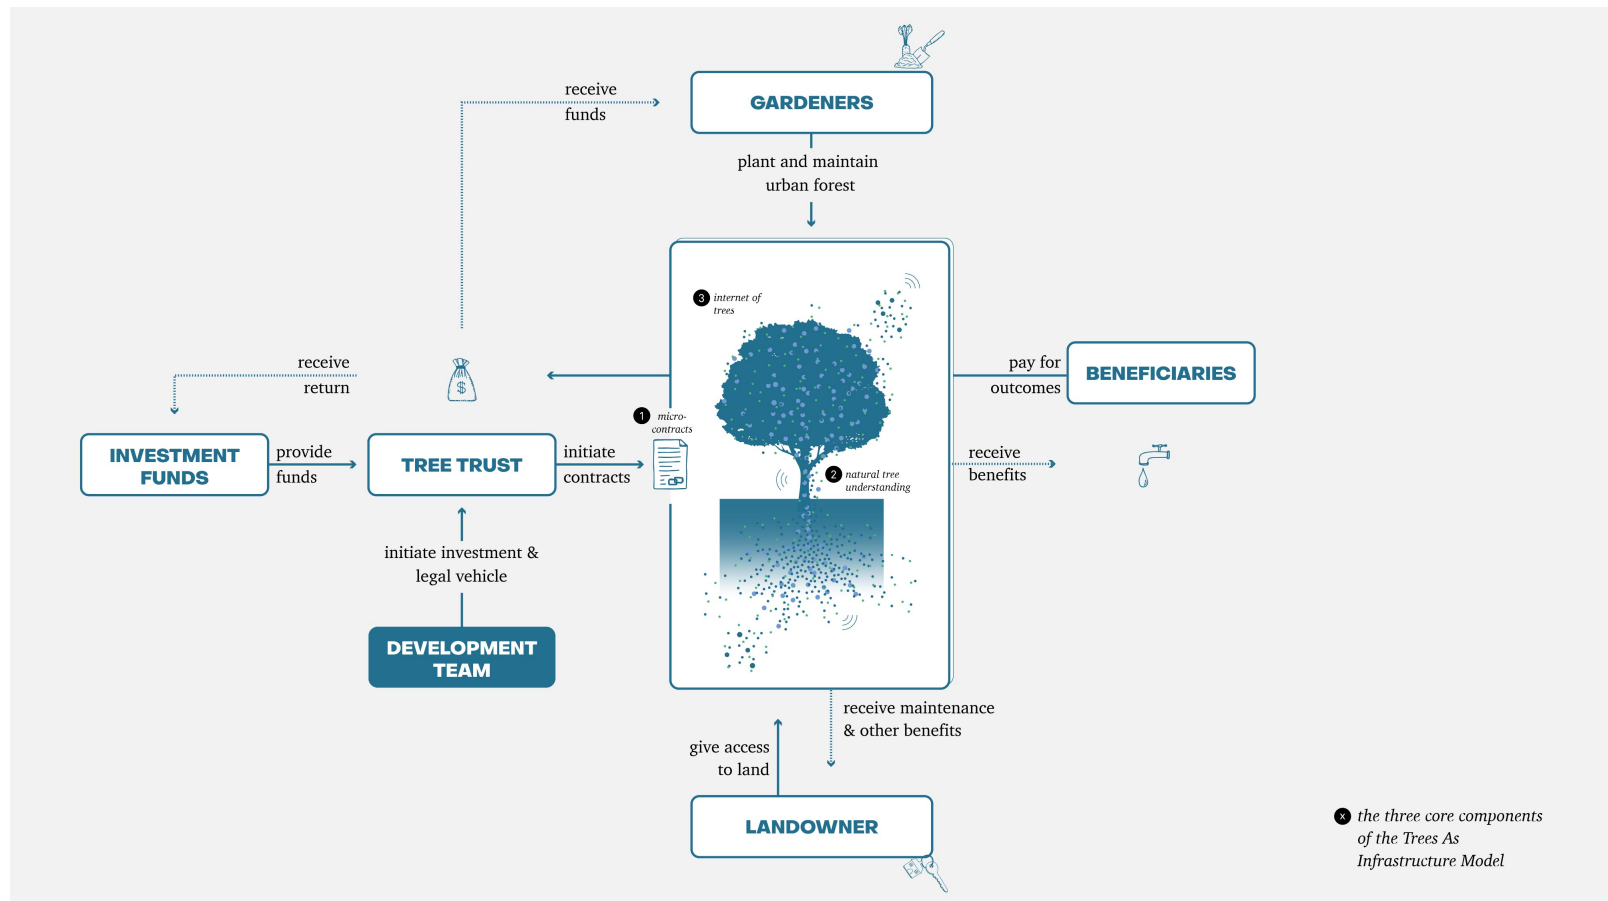 receive
funds
GARDENERS
plant and maintain
urban forest
3 internet of
trees
receive
return
$
pay for
outcomes
BENEFICIARIES
1 micro-
contracts
INVESTMENT
FUNDS
provide
funds
TREE TRUST
initiate
contracts
2 natural tree
understanding
receive
benefits
initiate investment &
legal vehicle
DEVELOPMENT
TEAM
receive maintenance
& other benefits
give access
to land
LANDOWNER
x the three core components
of the Trees As
Infrastructure Model